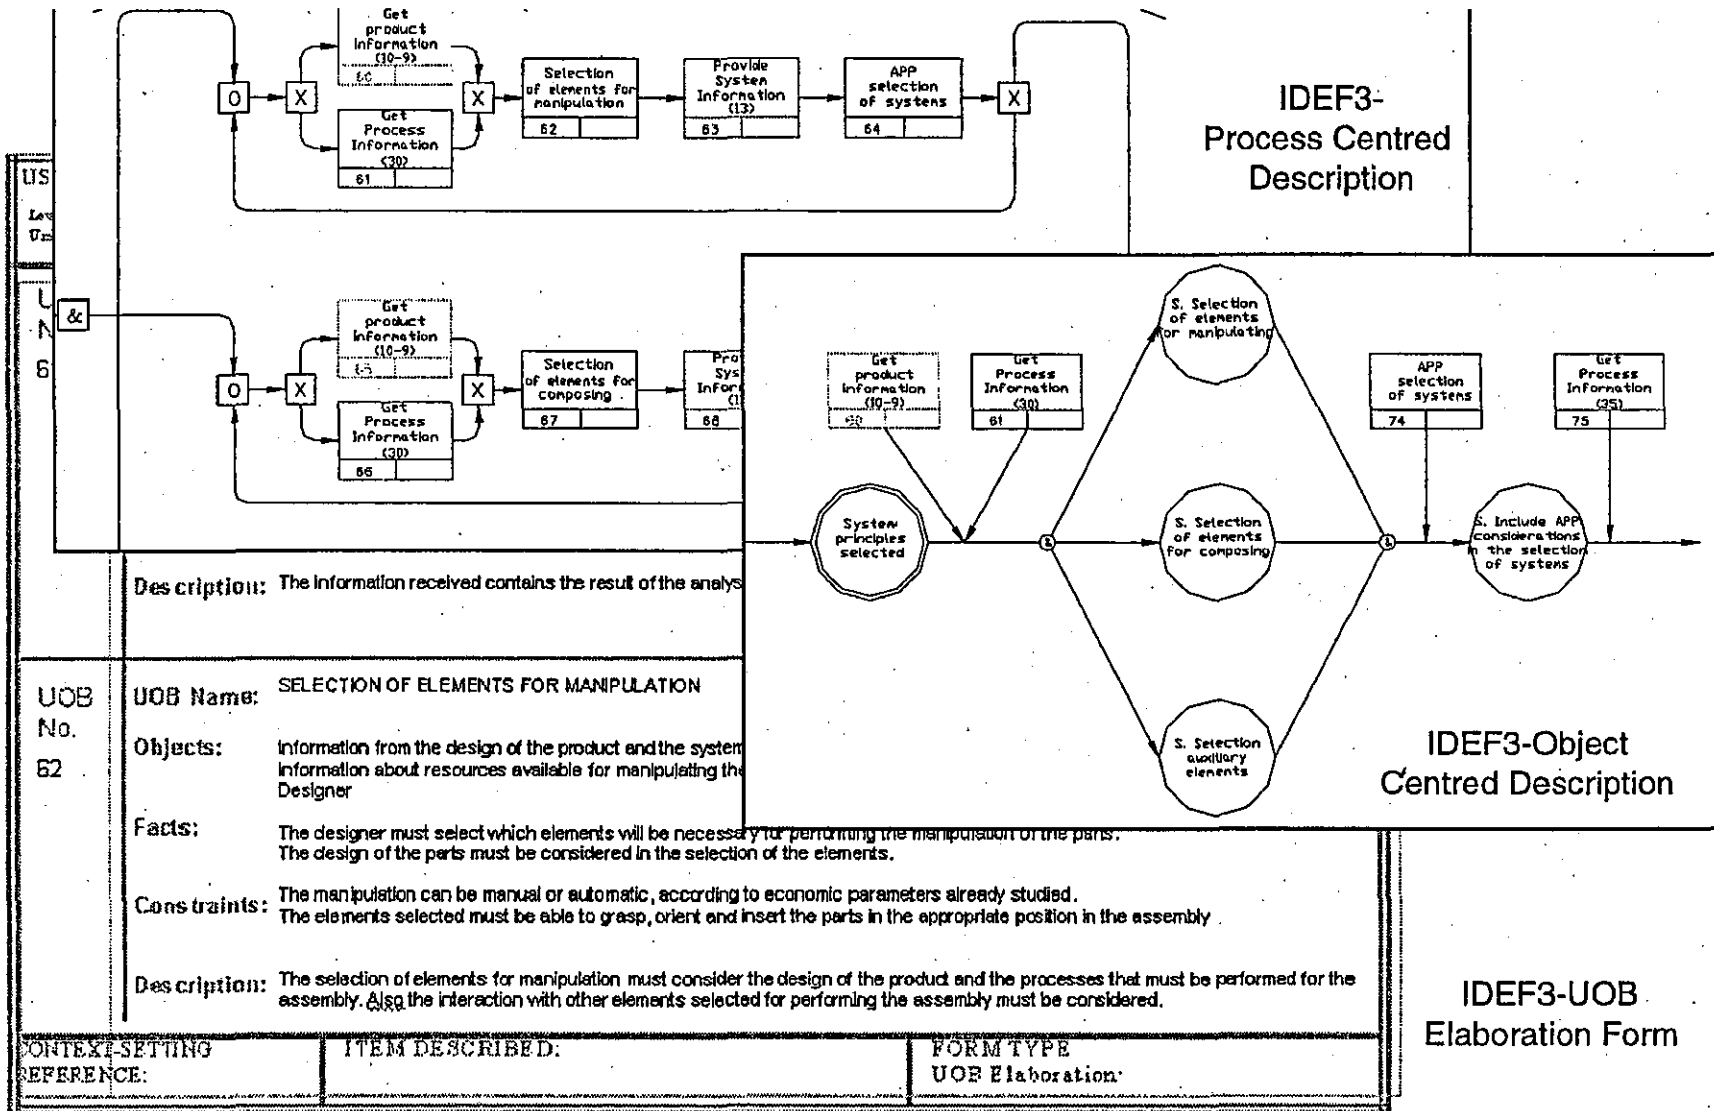 Get
product
Information
(10-9)
60
O
X
Get
Process
Information
(30)
61
X
Selection
of elements for
manipulation
62
Provide
System
Information
(13)
63
APP
selection
of systems
64
X
IDEF3-
Process Centred
Description
US
&
6
O
X
Get
product
Information
(10-9)
Get
Process
Information
(30)
66
X
Selection
of elements for
composing
67
Pro
Sys
Infor
(1
68
System
principles
selected
Get
product
Information
(10-9)
60
Get
Process
Information
(30)
61
&
S. Selection
of elements
for manipulating
S. Selection
of elements
for composing
S. Selection
auxiliary
elements
&
APP
selection
of systems
74
S. Include APP
considerations
in the selection
of systems
Get
Process
Information
(35)
75
IDEF3-Object
Centred Description
Description: The information received contains the result of the analys
UOB
No.
62
UOB Name: SELECTION OF ELEMENTS FOR MANIPULATION
Objects: Information from the design of the product and the system
Information about resources available for manipulating the
Designer
Facts: The designer must select which elements will be necessary for performing the manipulation of the parts.
The design of the parts must be considered in the selection of the elements.
Constraints: The manipulation can be manual or automatic, according to economic parameters already studied.
The elements selected must be able to grasp, orient and insert the parts in the appropriate position in the assembly
Description: The selection of elements for manipulation must consider the design of the product and the processes that must be performed for the
assembly. Also the interaction with other elements selected for performing the assembly must be considered.
IDEF3-UOB
Elaboration Form
ONTEXT-SETTING
EFERENCE:
ITEM DESCRIBED:
FORM TYPE
UOB Elaboration